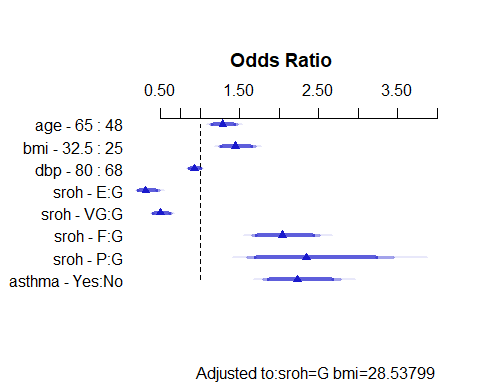 Odds Ratio
0.50 1.50 2.50 3.50
age - 65 : 48
bmi - 32.5 : 25
dbp - 80 : 68
sroh - E:G
sroh - VG:G
sroh - F:G
sroh - P:G
asthma - Yes:No
Adjusted to:sroh=G bmi=28.53799